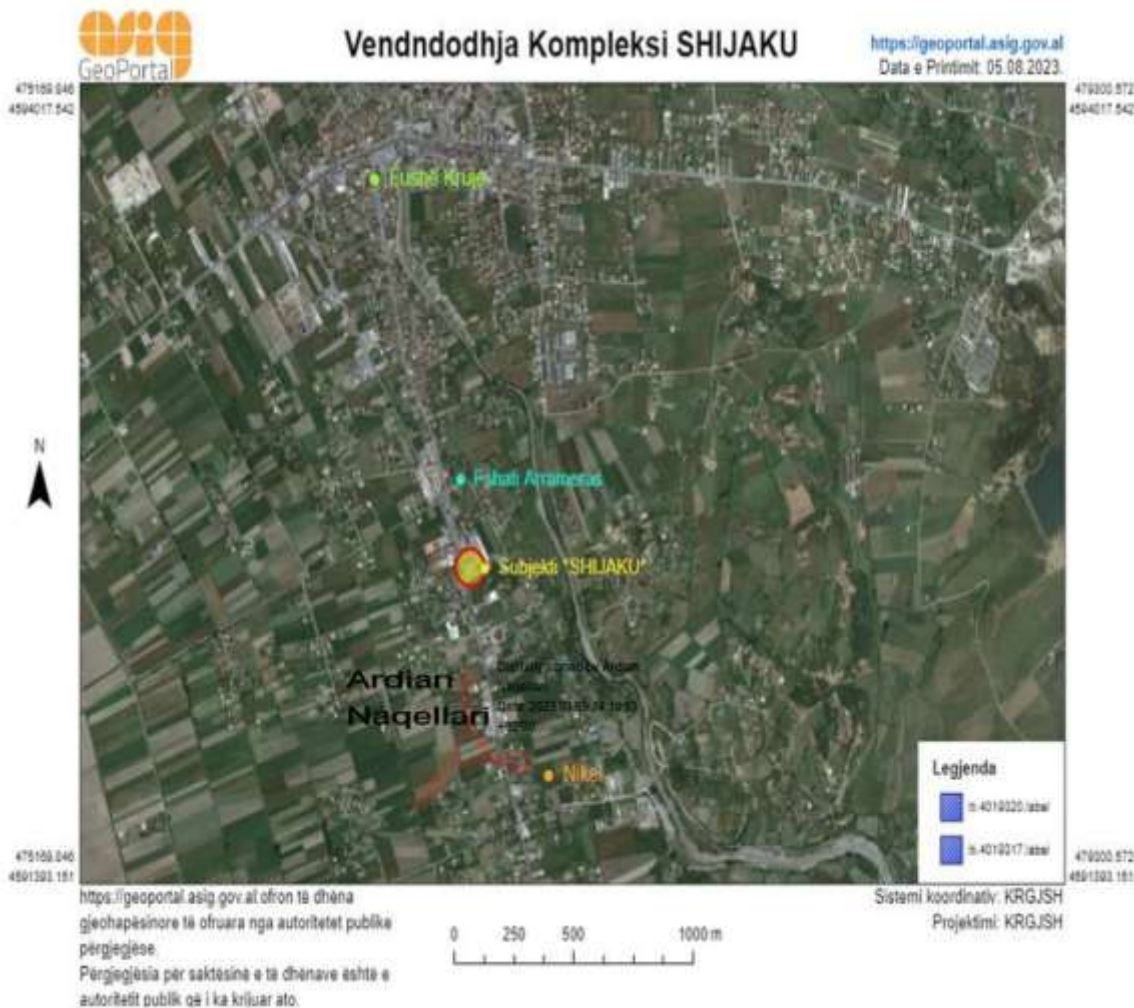 asig
GeoPortal
Vendndodhja Kompleksi SHIJAKU
https://geoportal.asig.gov.al
Data e Printimit: 05.08.2023.
475169.846
4594017.542
479300.572
4594017.542
Fushë Krujë
N
Fshati Arrameras
Subjekti "SHIJAKU"
Ardian
Naqellari
Nikel
Legjenda
475169.846
4591393.151
479300.572
4591393.151
https://geoportal.asig.gov.al ofron të dhëna
gjeohapësinore të ofruara nga autoritetet publike
përgjegjëse.
Përgjegjësia për saktësinë e të dhënave është e
autoritetit publik që i ka krijuar ato.
0 250 500 1000 m
Sistemi koordinativ: KRGJSH
Projektimi: KRGJSH